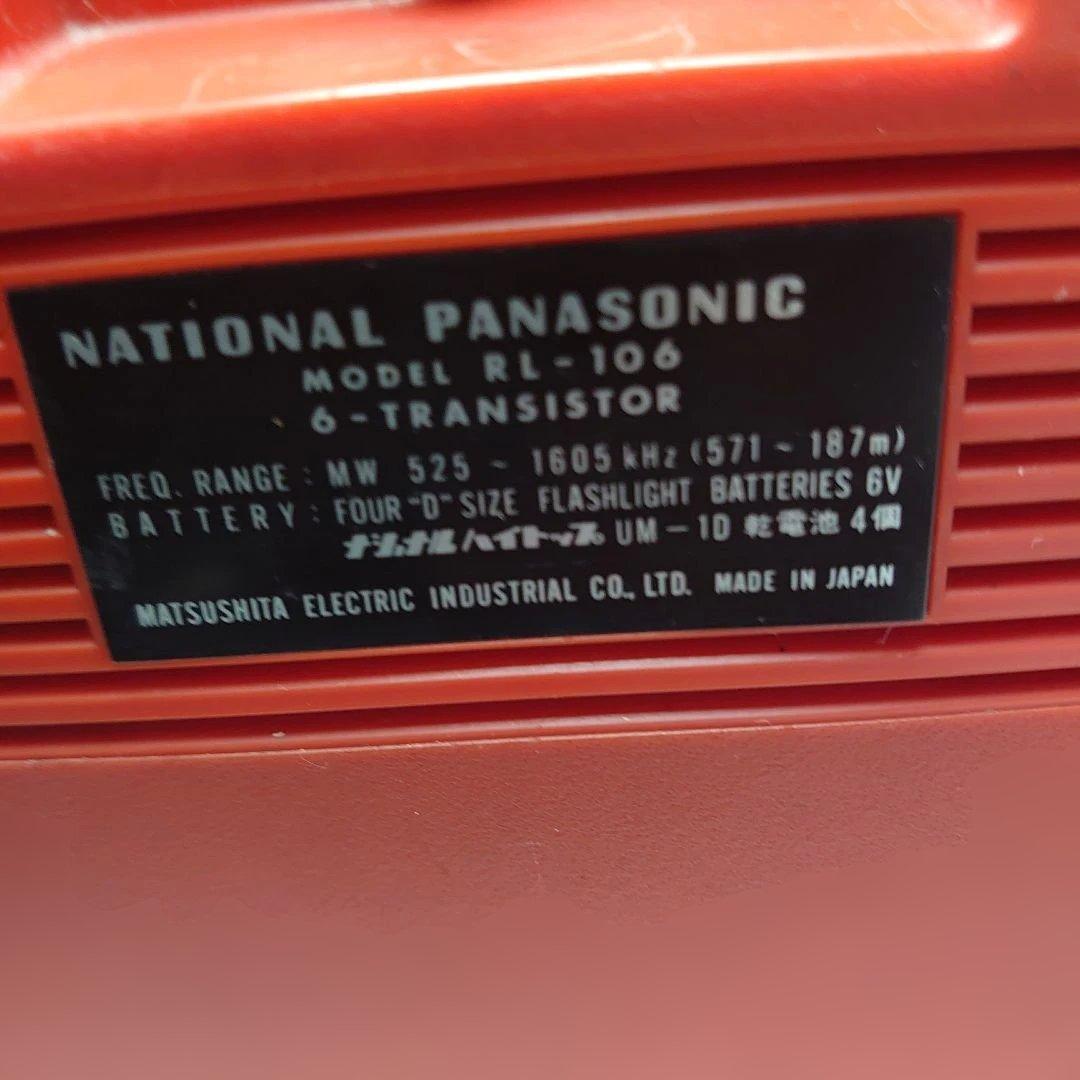 NATIONAL PANASONIC
MODEL RL-106
6-TRANSISTOR
FREQ. RANGE : MW 525 ~ 1605 kHz (571 ~ 187m)
BATTERY : FOUR "D" SIZE FLASHLIGHT BATTERIES 6V
ナショナルハイトップ UM-1D 乾電池 4個
MATSUSHITA ELECTRIC INDUSTRIAL CO., LTD. MADE IN JAPAN